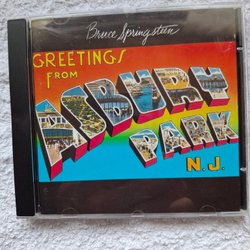 Bruce Springsteen
GREETINGS
FROM
ASBURY
PARK
N.J.